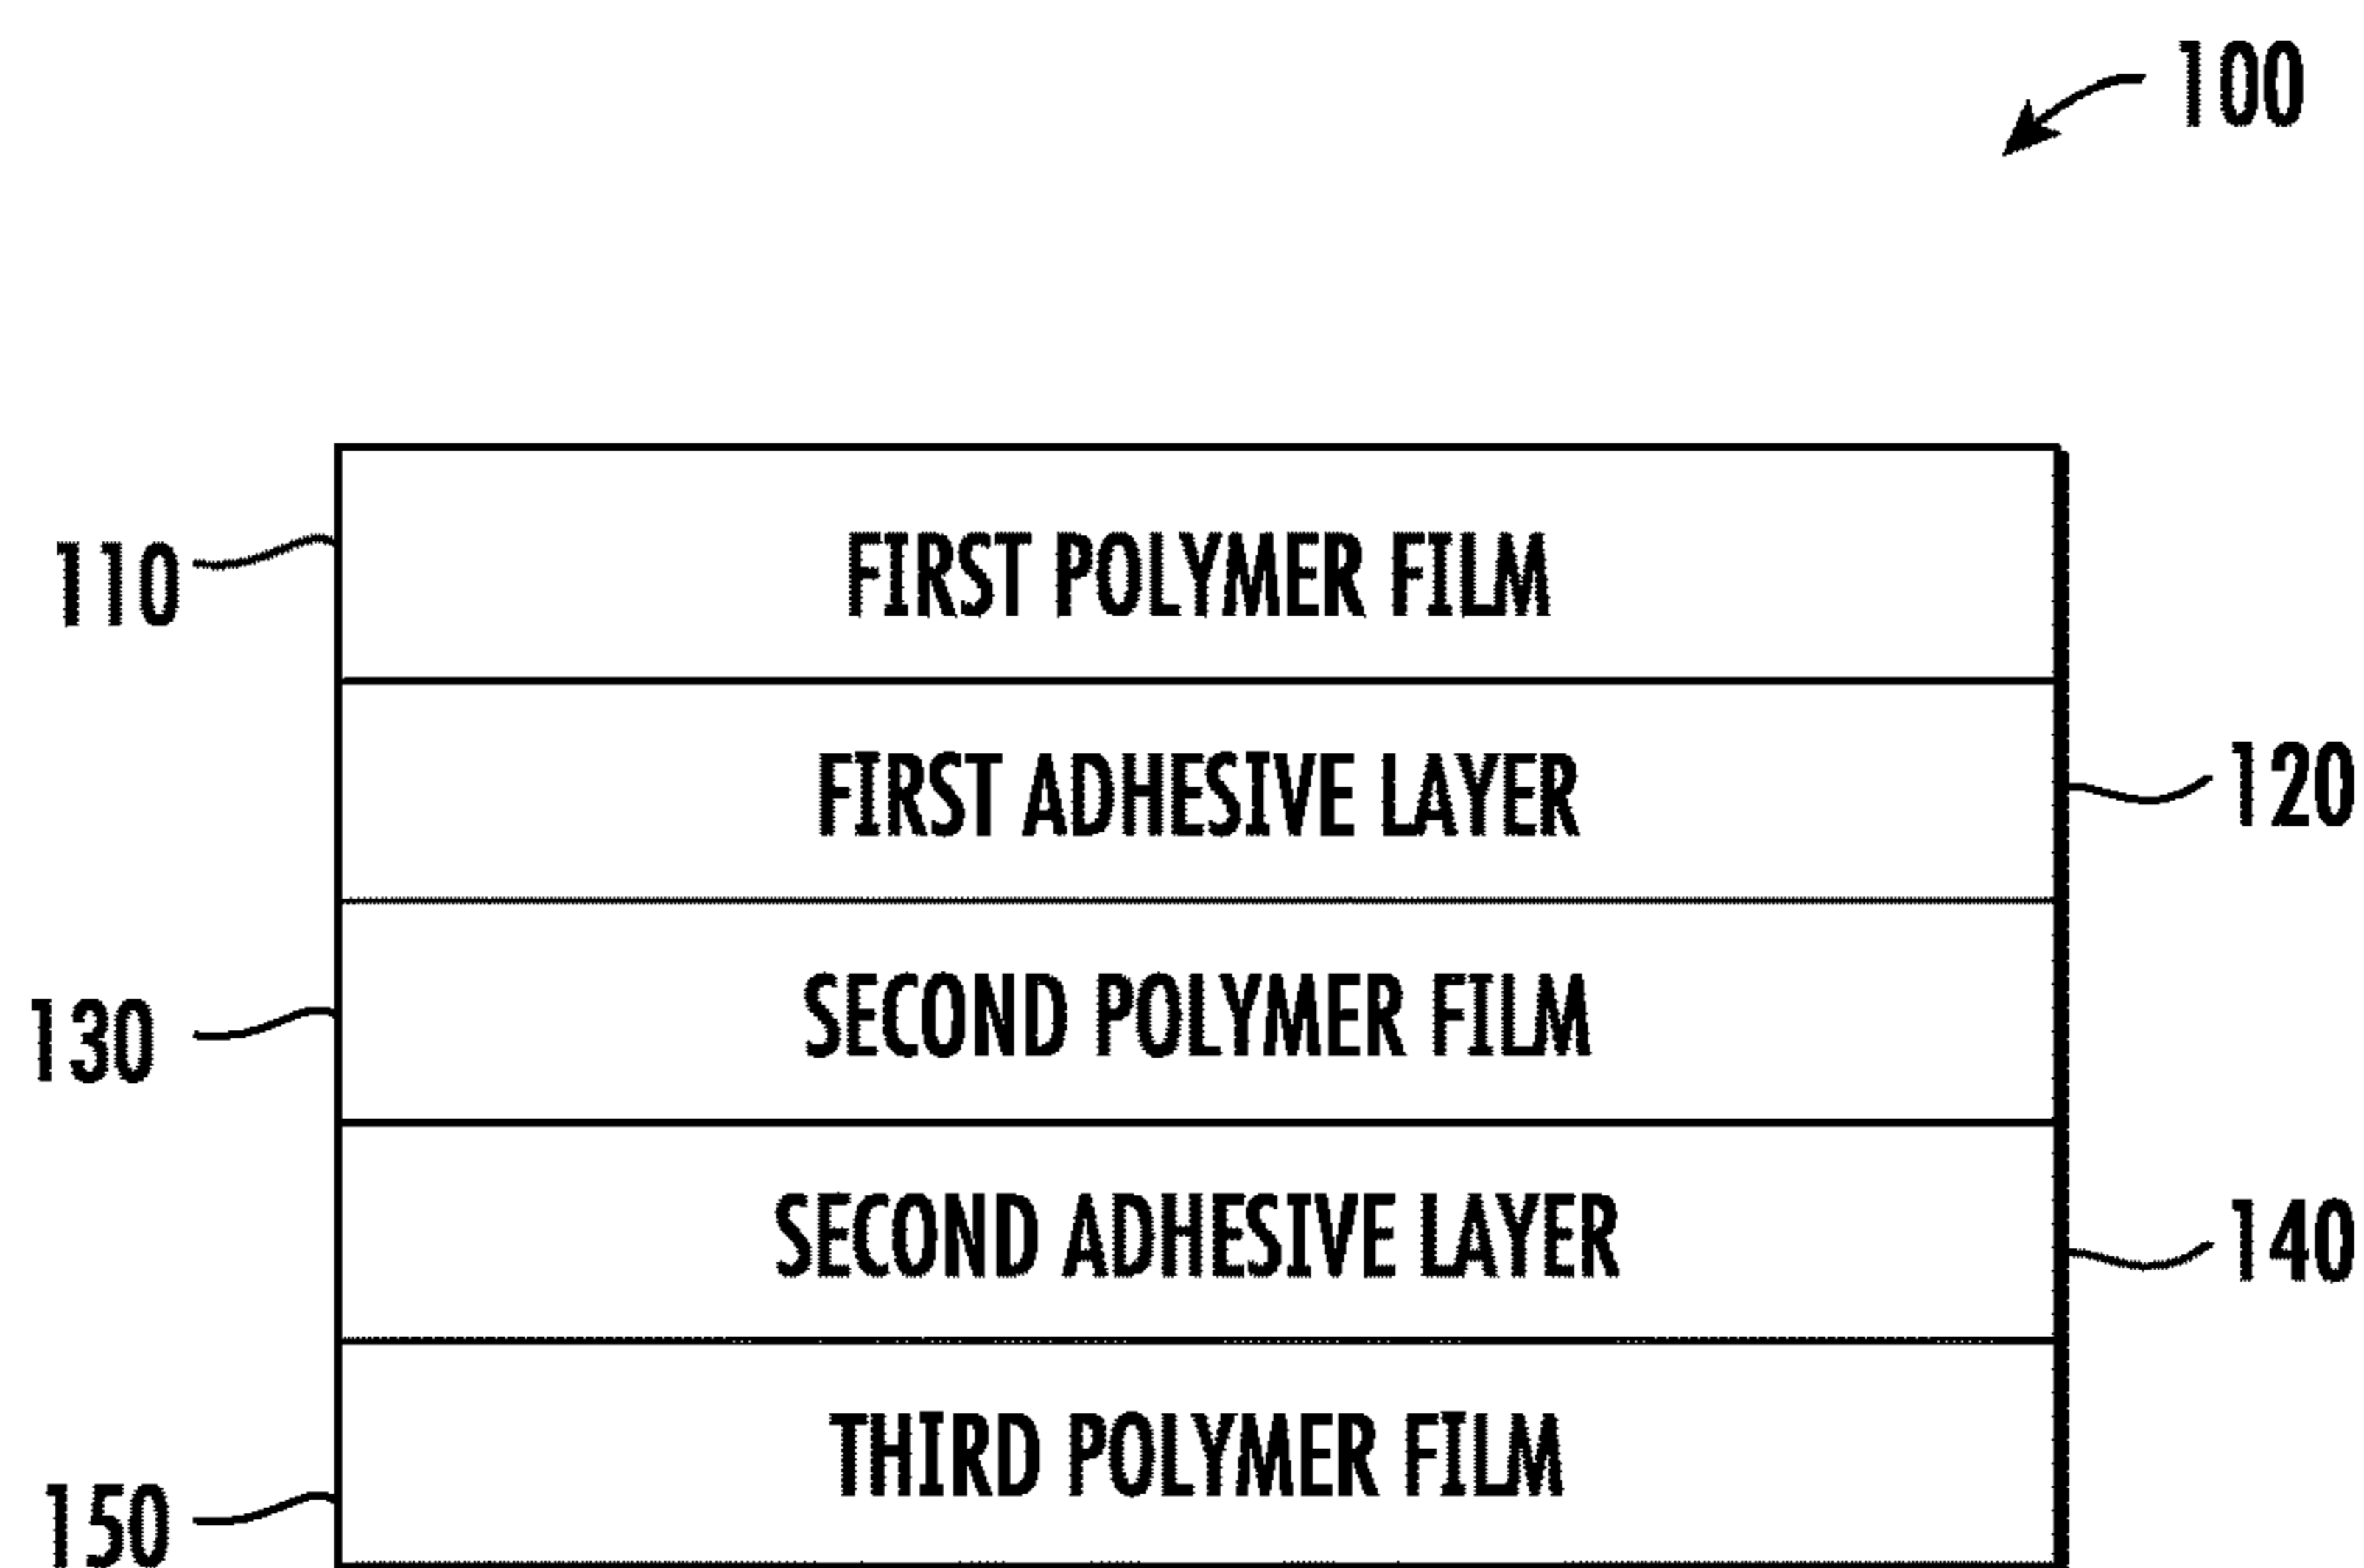 100
110
FIRST POLYMER FILM
FIRST ADHESIVE LAYER
120
130
SECOND POLYMER FILM
SECOND ADHESIVE LAYER
140
THIRD POLYMER FILM
150